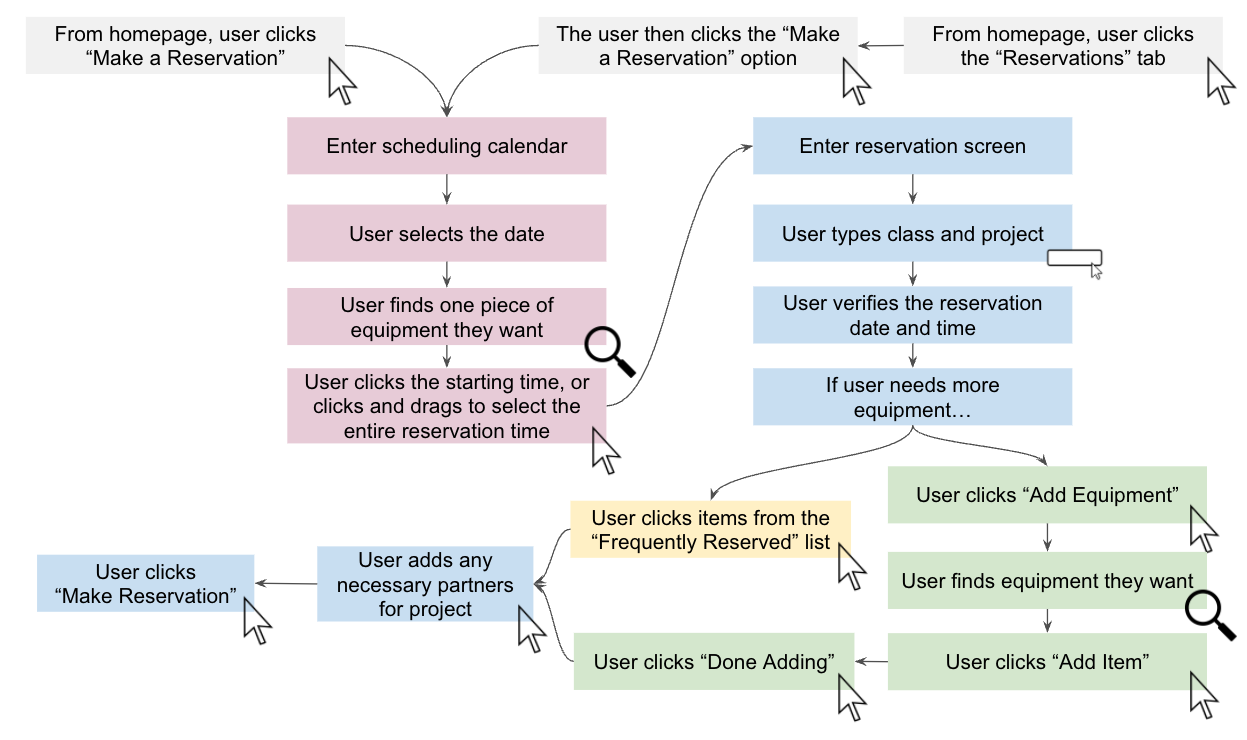 From homepage, user clicks
“Make a Reservation”
The user then clicks the “Make
a Reservation” option
From homepage, user clicks
the “Reservations” tab
Enter scheduling calendar
User selects the date
User finds one piece of
equipment they want
User clicks the starting time, or
clicks and drags to select the
entire reservation time
Enter reservation screen
User types class and project
User verifies the reservation
date and time
If user needs more
equipment…
User clicks items from the
“Frequently Reserved” list
User clicks “Add Equipment”
User finds equipment they want
User clicks “Add Item”
User clicks “Done Adding”
User adds any
necessary partners
for project
User clicks
“Make Reservation”